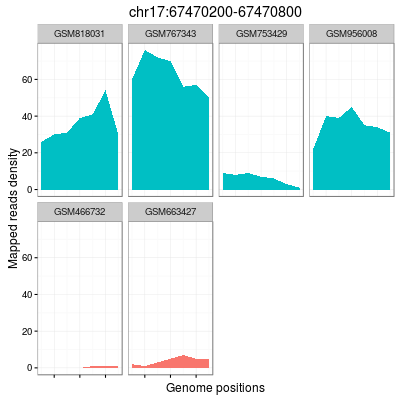 chr17:67470200-67470800
GSM818031 GSM767343 GSM753429 GSM956008
60
40
20
0
GSM466732 GSM663427
60
40
20
0
Mapped reads density
Genome positions